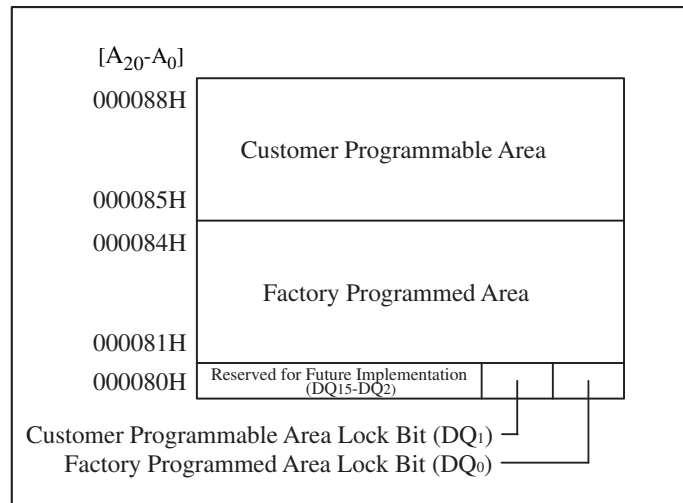 [A20-A0]
000088H
Customer Programmable Area
000085H
000084H
Factory Programmed Area
000081H
000080H
Reserved for Future Implementation
(DQ15-DQ2)
Customer Programmable Area Lock Bit (DQ1)
Factory Programmed Area Lock Bit (DQ0)